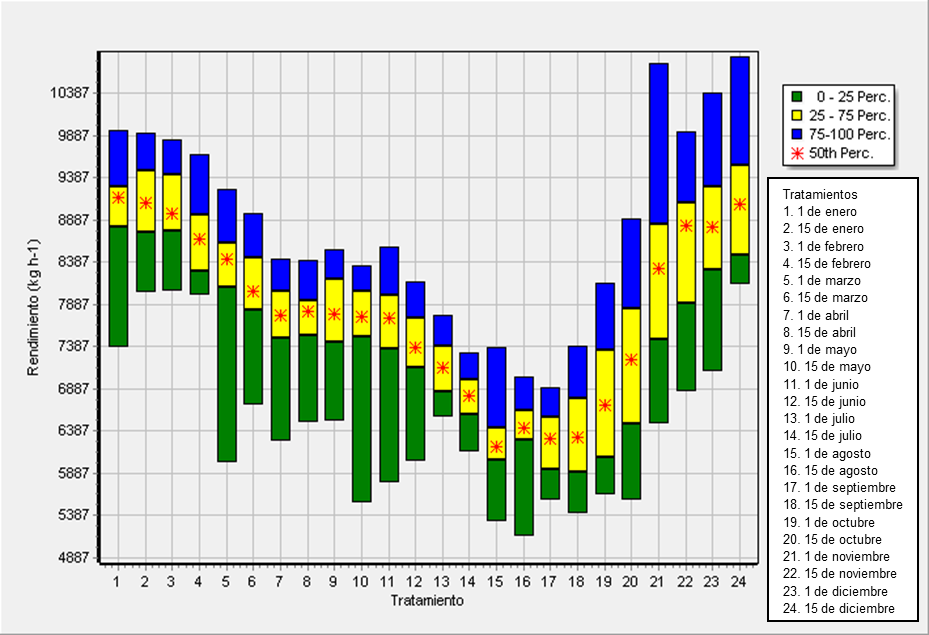 10387
9887
9387
8887
8387
7887
7387
6887
6387
5887
5387
4887
Rendimiento (kg h-1)
1 2 3 4 5 6 7 8 9 10 11 12 13 14 15 16 17 18 19 20 21 22 23 24
Tratamiento
0 - 25 Perc.
25 - 75 Perc.
75-100 Perc.
50th Perc.
Tratamientos
1. 1 de enero
2. 15 de enero
3. 1 de febrero
4. 15 de febrero
5. 1 de marzo
6. 15 de marzo
7. 1 de abril
8. 15 de abril
9. 1 de mayo
10. 15 de mayo
11. 1 de junio
12. 15 de junio
13. 1 de julio
14. 15 de julio
15. 1 de agosto
16. 15 de agosto
17. 1 de septiembre
18. 15 de septiembre
19. 1 de octubre
20. 15 de octubre
21. 1 de noviembre
22. 15 de noviembre
23. 1 de diciembre
24. 15 de diciembre